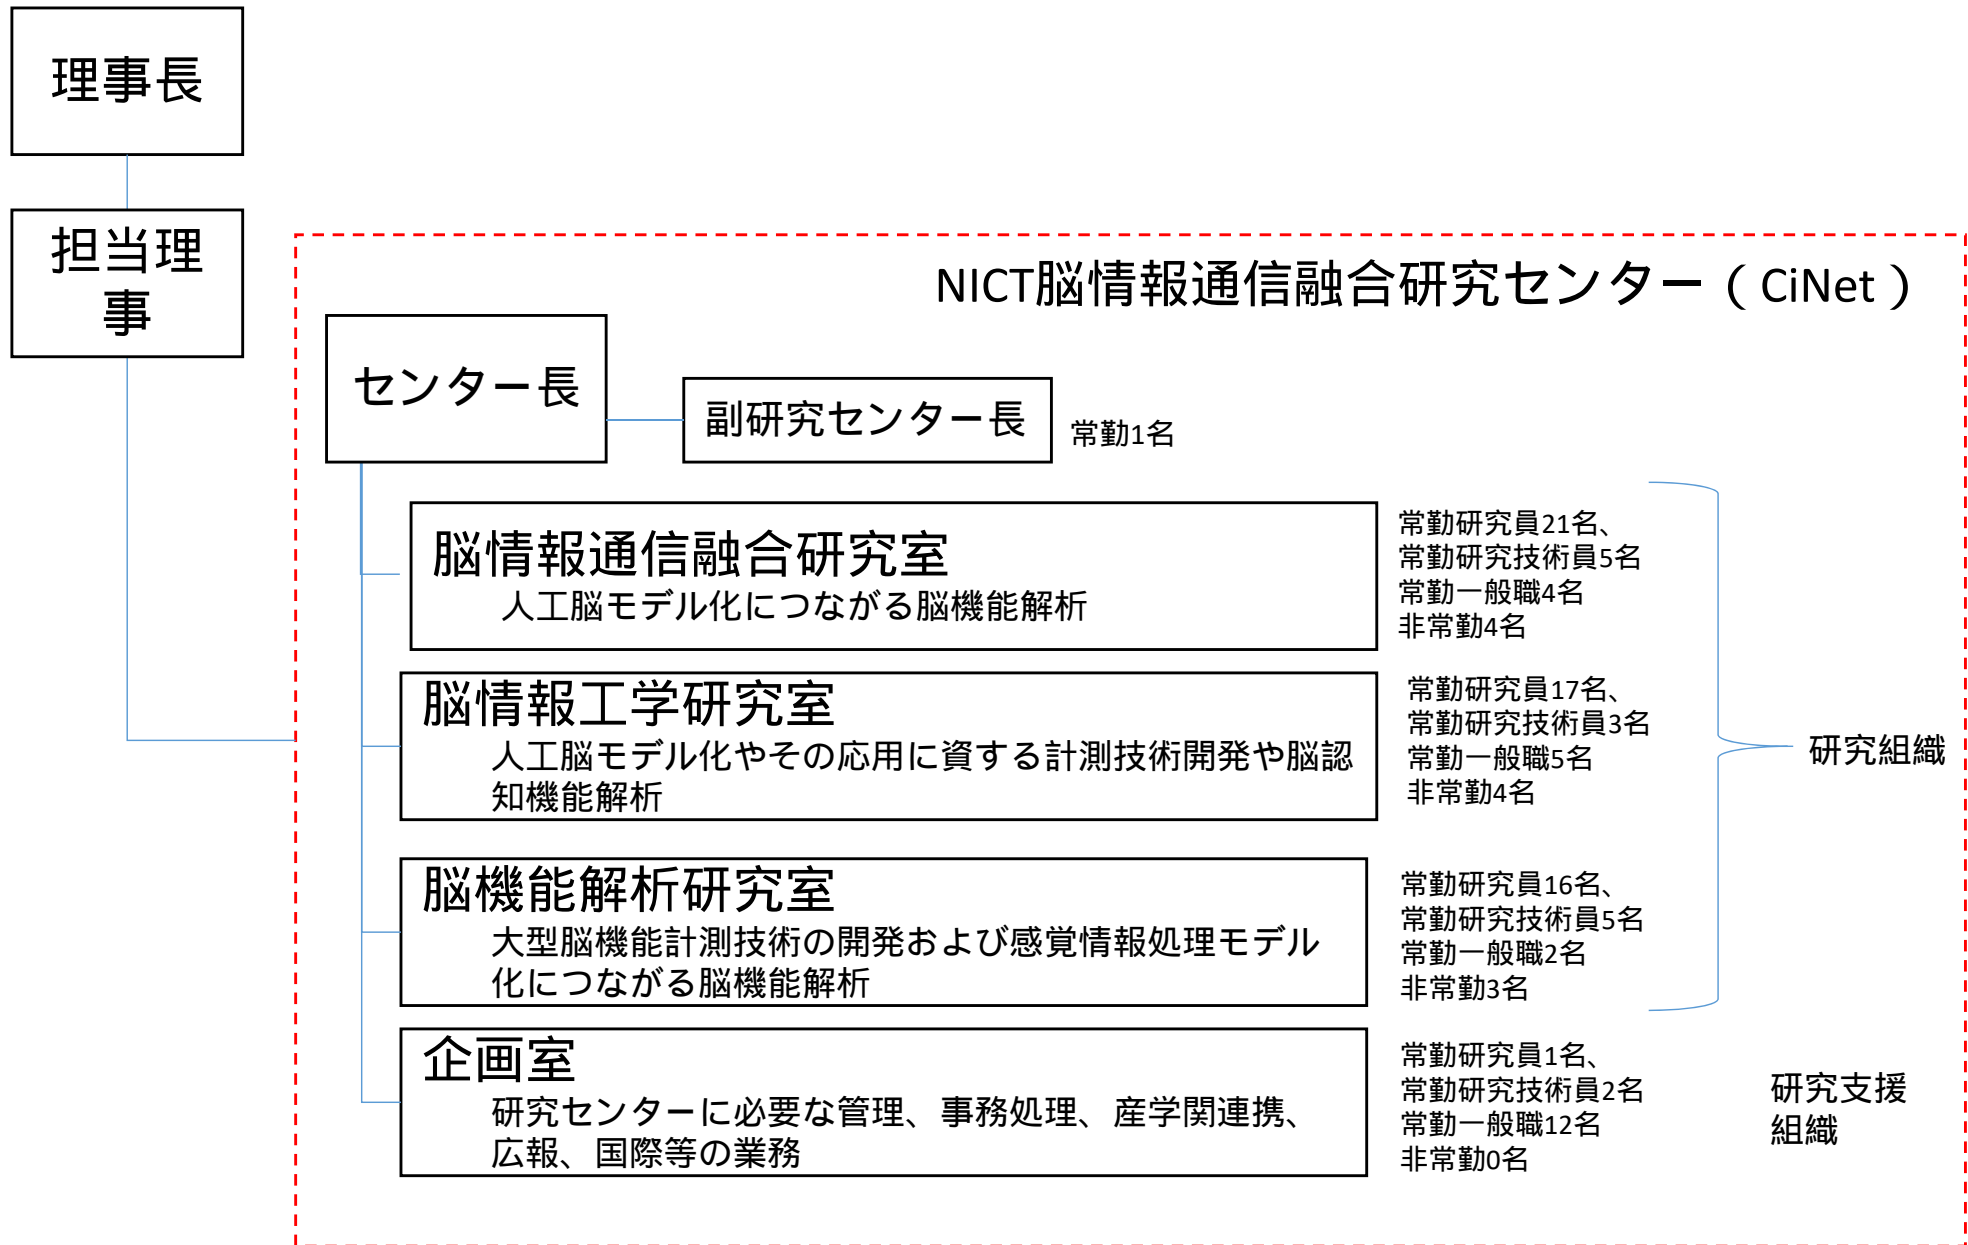 理事長
担当理
事
NICT脳情報通信融合研究センター（CiNet）
センター長
副研究センター長
常勤1名
脳情報通信融合研究室
人工脳モデル化につながる脳機能解析
常勤研究員21名、
常勤研究技術員5名
常勤一般職4名
非常勤4名
脳情報工学研究室
人工脳モデル化やその応用に資する計測技術開発や脳認
知機能解析
常勤研究員17名、
常勤研究技術員3名
常勤一般職5名
非常勤4名
研究組織
脳機能解析研究室
大型脳機能計測技術の開発および感覚情報処理モデル
化につながる脳機能解析
常勤研究員16名、
常勤研究技術員5名
常勤一般職2名
非常勤3名
企画室
研究センターに必要な管理、事務処理、産学関連携、
広報、国際等の業務
常勤研究員1名、
常勤研究技術員2名
常勤一般職12名
非常勤0名
研究支援
組織